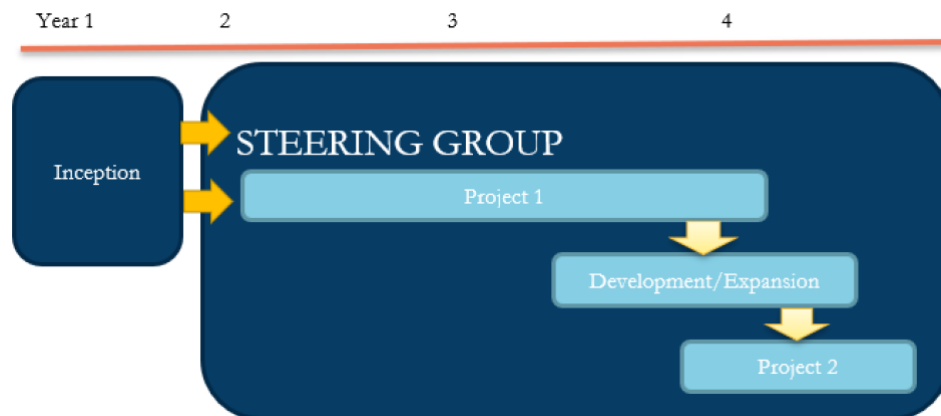 Year 1 2 3 4
STEERING GROUP
Inception
Project 1
Development/Expansion
Project 2